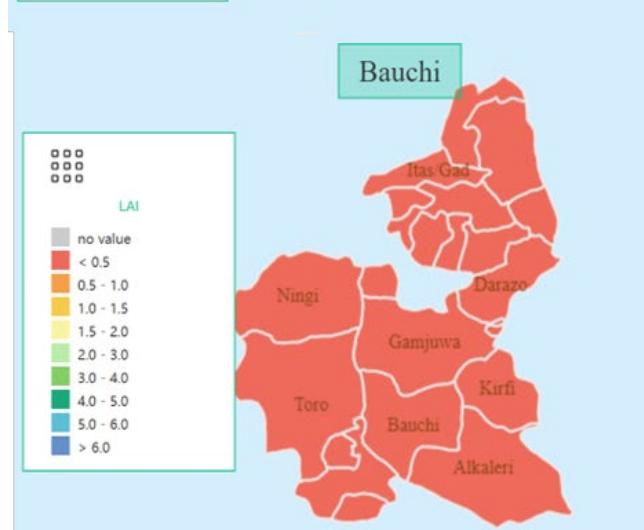 Bauchi
LAI
no value
< 0.5
0.5 - 1.0
1.0 - 1.5
1.5 - 2.0
2.0 - 3.0
3.0 - 4.0
4.0 - 5.0
5.0 - 6.0
> 6.0
Itas/Gad
Darazo
Ningi
Gamjuwa
Kirfi
Toro
Bauchi
Alkaleri